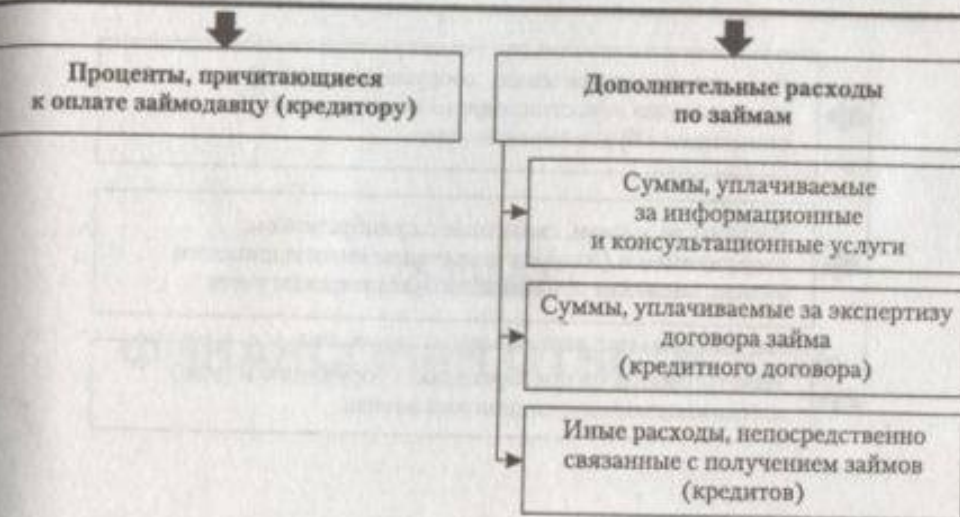 Проценты, причитающиеся
к оплате займодавцу (кредитору)
Дополнительные расходы
по займам
Суммы, уплачиваемые
за информационные
и консультационные услуги
Суммы, уплачиваемые за экспертизу
договора займа
(кредитного договора)
Иные расходы, непосредственно
связанные с получением займов
(кредитов)